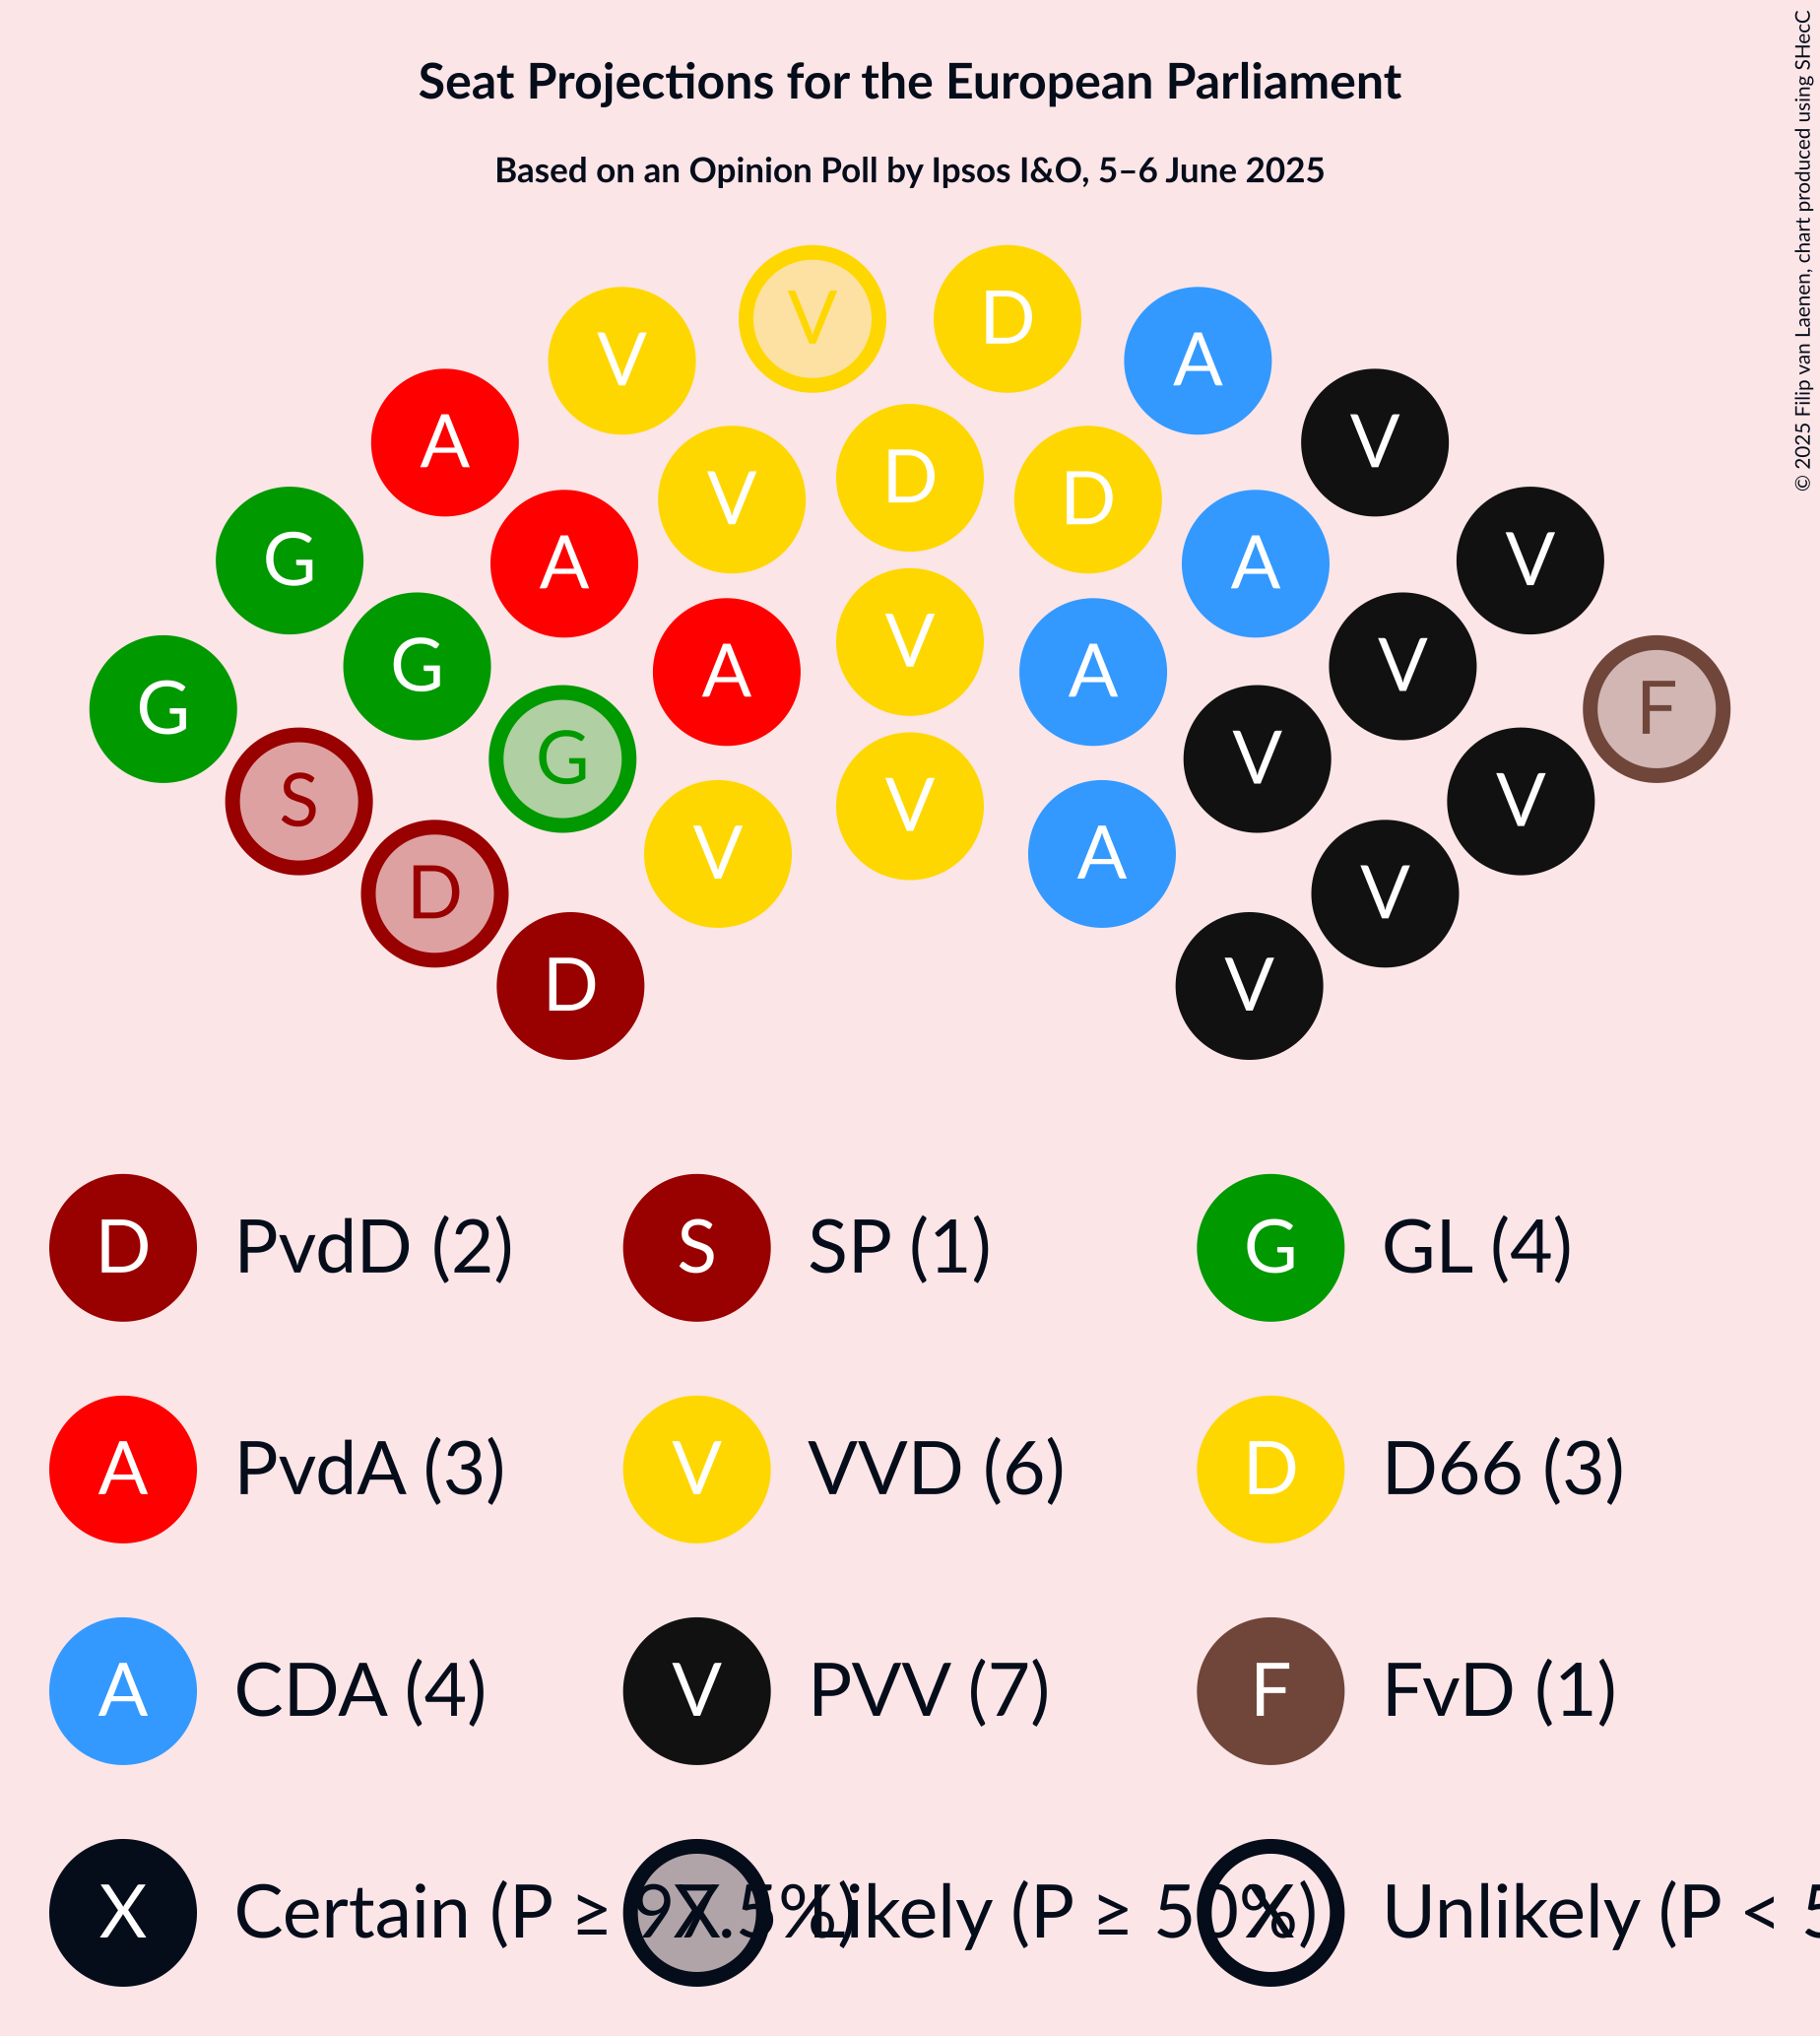 Seat Projections for the European Parliament
Based on an Opinion Poll by Ipsos I&O, 5–6 June 2025
© 2025 Filip van Laenen, chart produced using SHecC
V D
V A
A V
D
V D
G V
A A
V
G V
A A
G F
G V
V
S V
V A
D V
D V
D PvdD (2) S SP (1) G GL (4)
A PvdA (3) V VVD (6) D D66 (3)
A CDA (4) V PVV (7) F FvD (1)
X Certain (P ≥ 97.5%) X Likely (P ≥ 50%) X Unlikely (P < 5